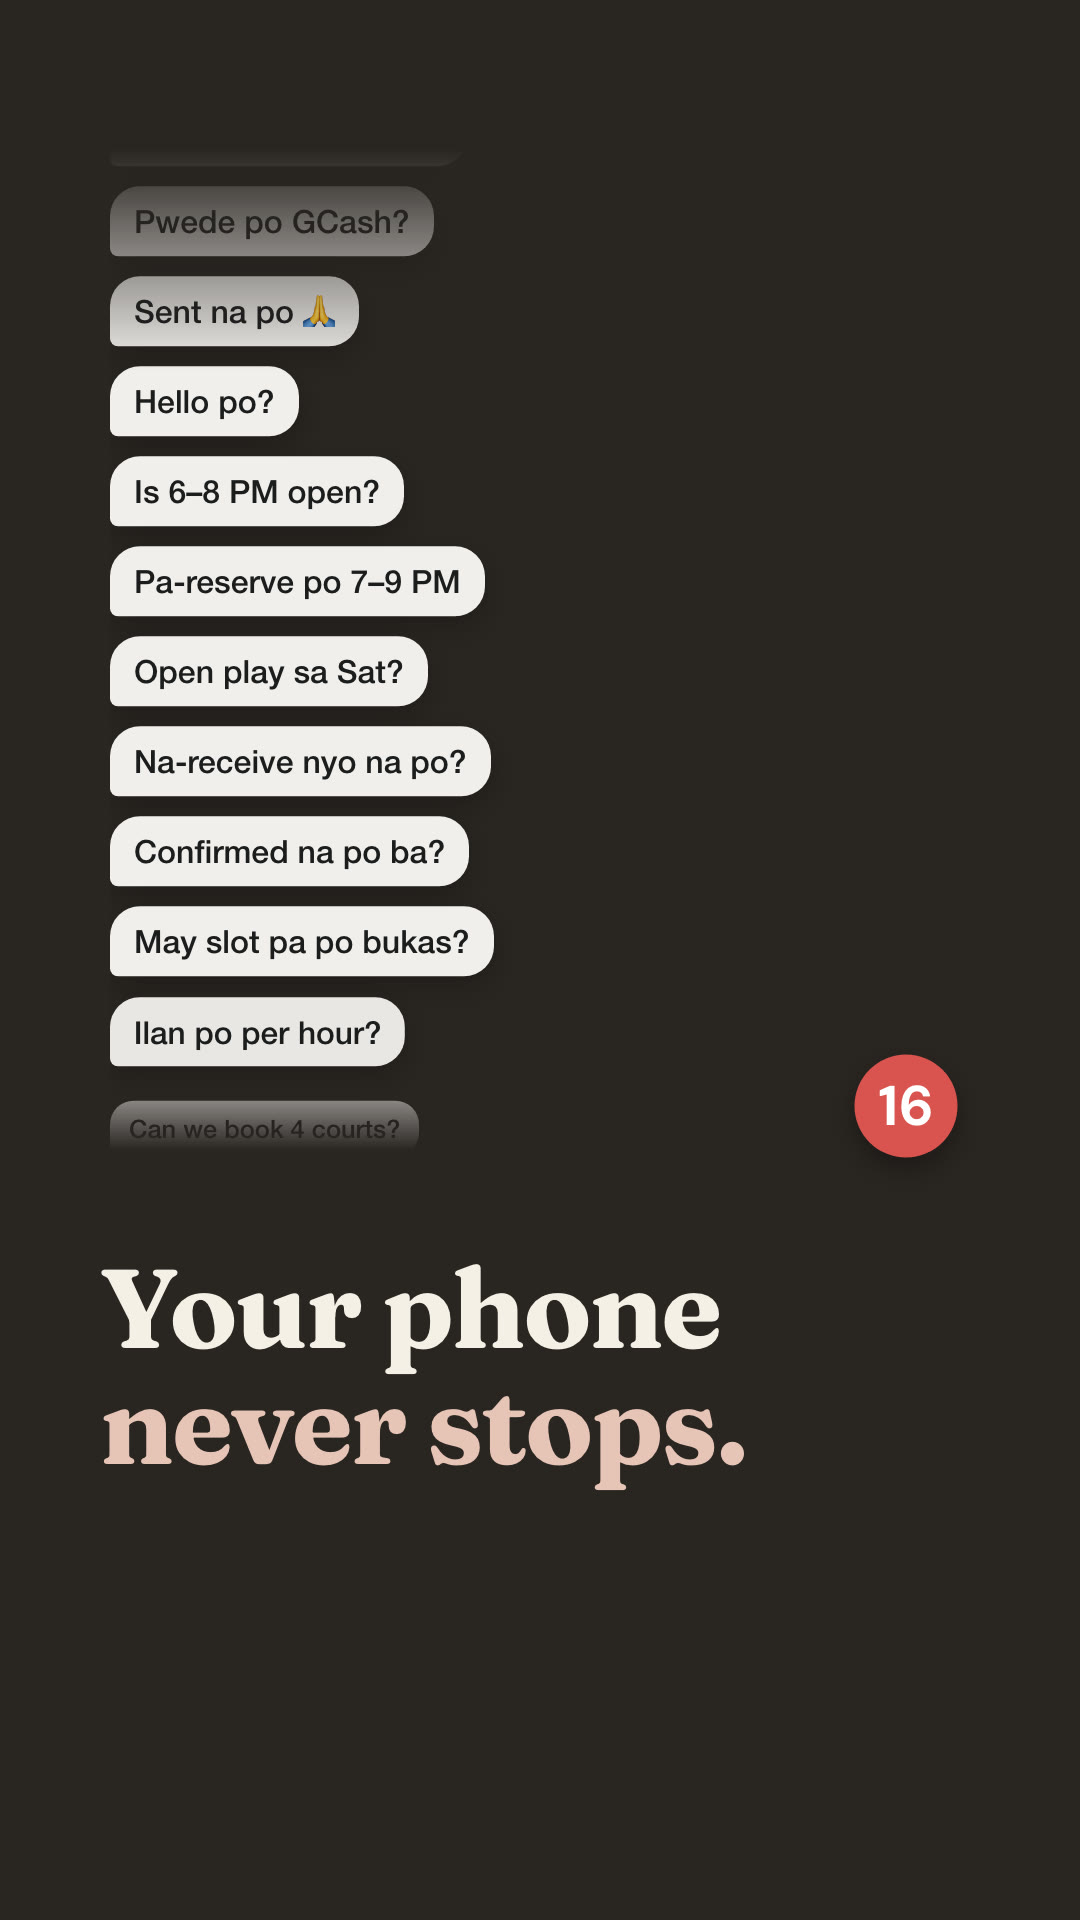 Pwede po GCash?
Sent na po 🙏
Hello po?
Is 6–8 PM open?
Pa-reserve po 7–9 PM
Open play sa Sat?
Na-receive nyo na po?
Confirmed na po ba?
May slot pa po bukas?
Ilan po per hour?
Can we book 4 courts?
16
Your phone
never stops.